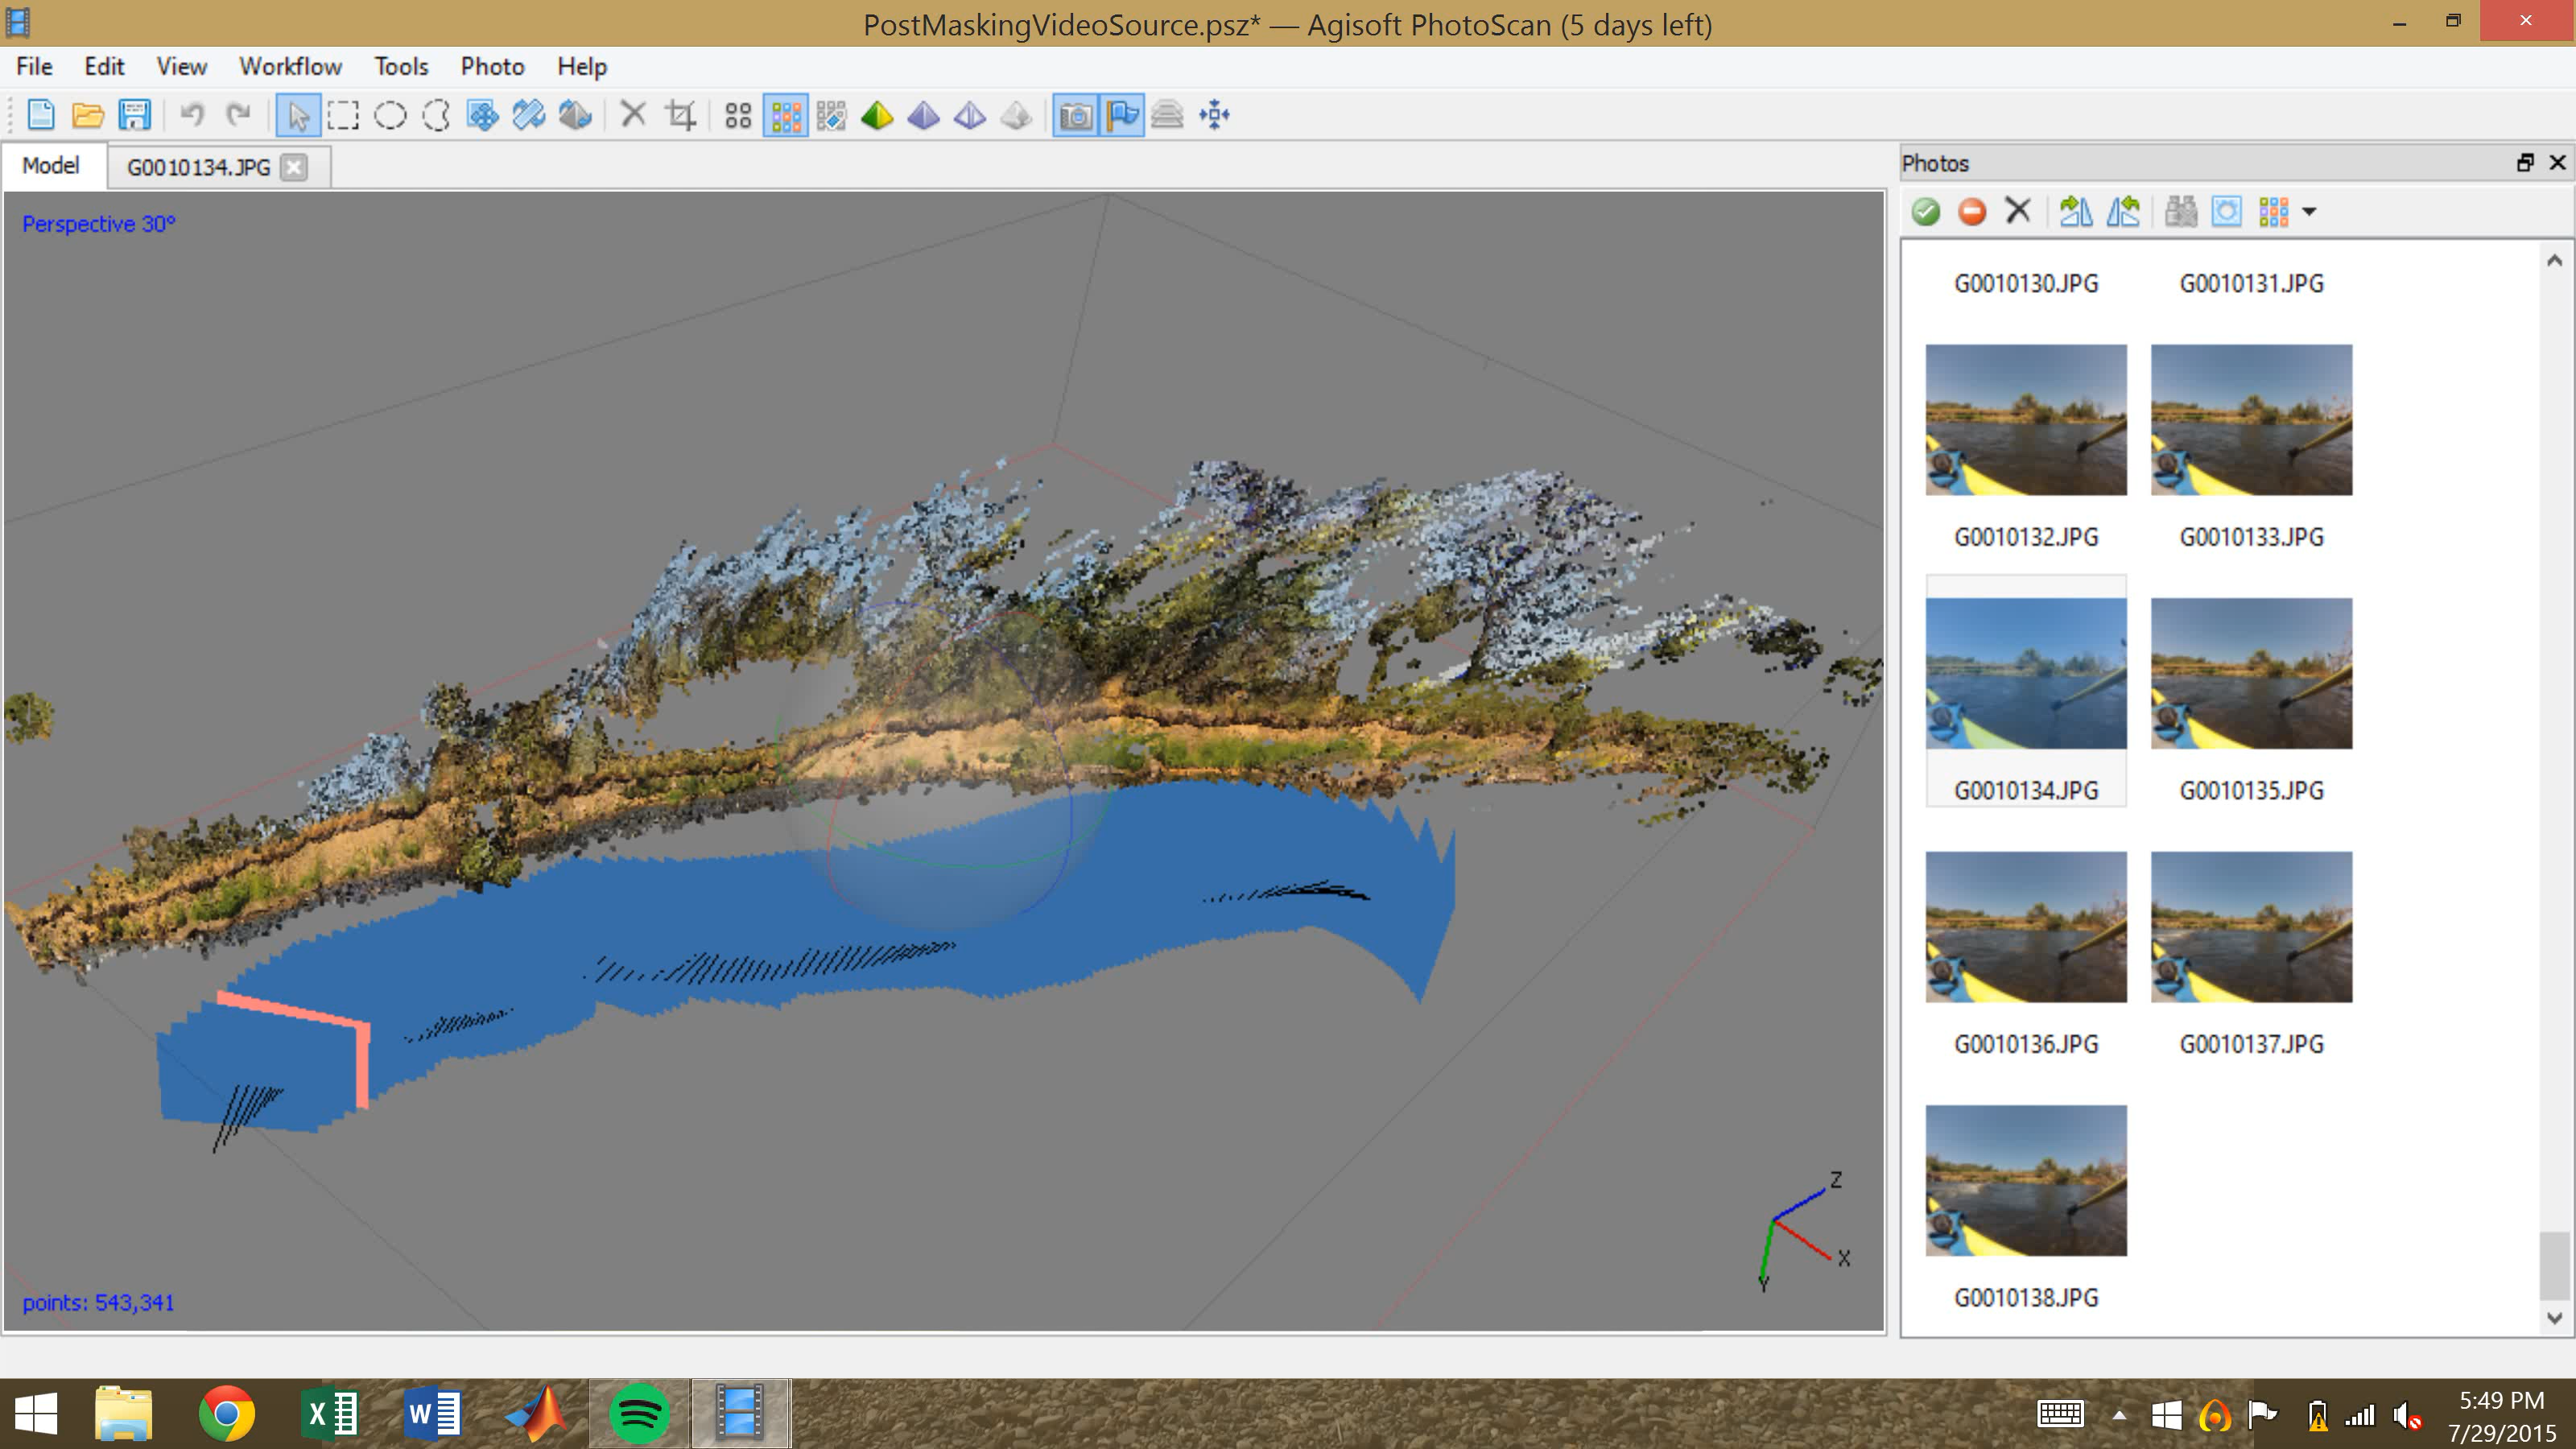 PostMaskingVideoSource.psz* — Agisoft PhotoScan (5 days left)
File Edit View Workflow Tools Photo Help
Model G0010134.JPG
Photos
Perspective 30°
G0010130.JPG G0010131.JPG
G0010132.JPG G0010133.JPG
G0010134.JPG G0010135.JPG
G0010136.JPG G0010137.JPG
G0010138.JPG
Z
X
Y
points: 543,341
5:49 PM
7/29/2015